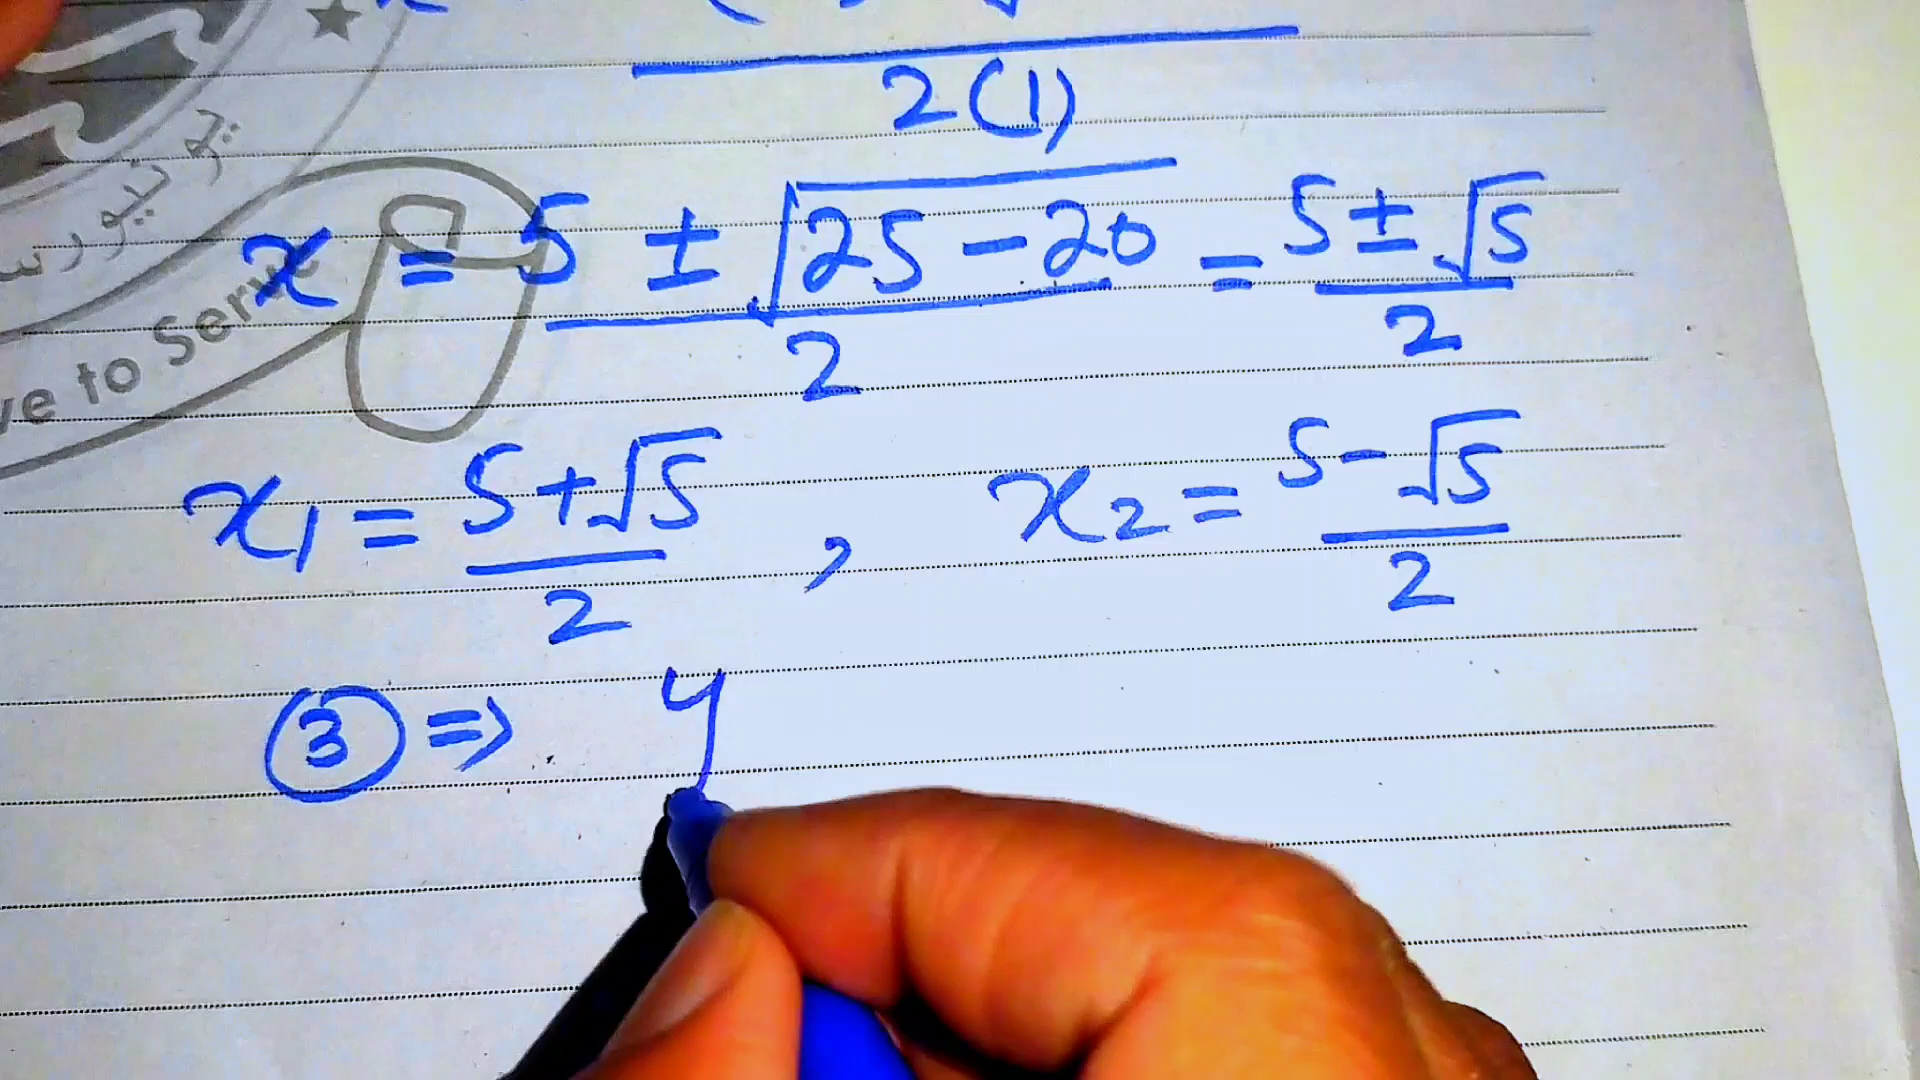 2(1)
x = 5 ± √25 - 20 / 2 = 5 ± √5 / 2
x1 = 5 + √5 / 2 , x2 = 5 - √5 / 2
③ ⇒ y
ve to Serve